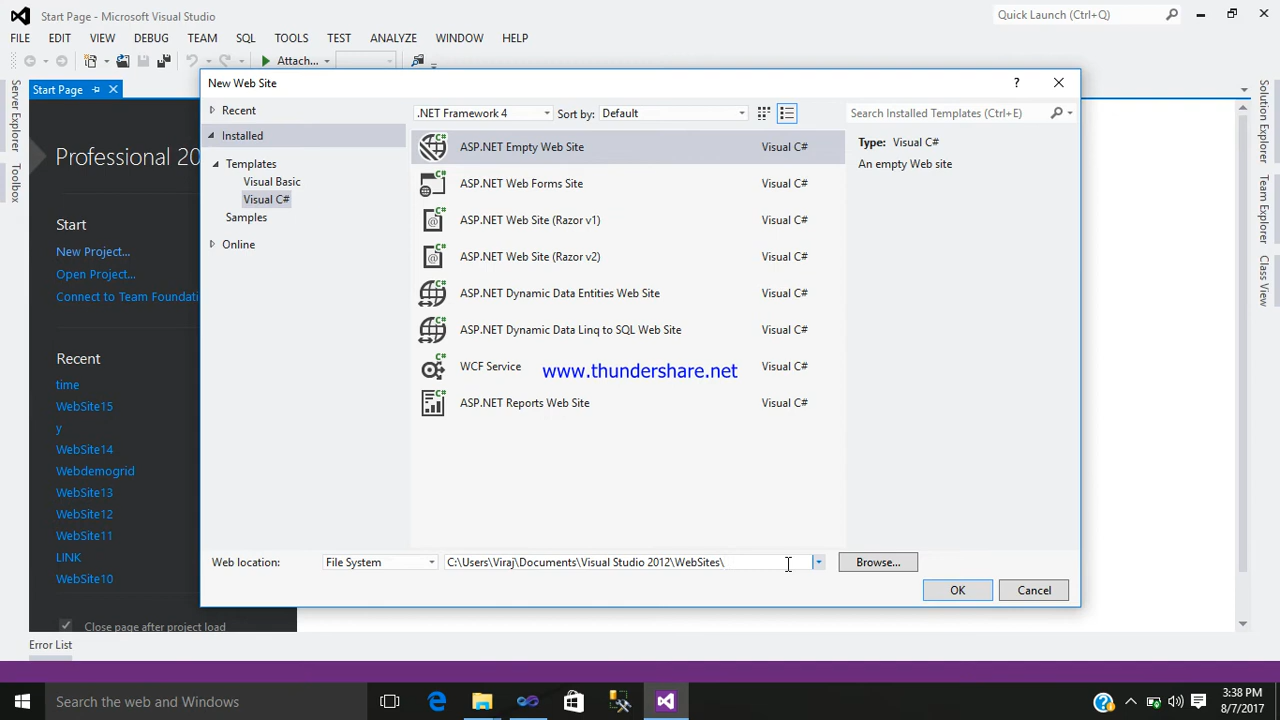 Start Page - Microsoft Visual Studio
Quick Launch (Ctrl+Q)
FILE EDIT VIEW DEBUG TEAM SQL TOOLS TEST ANALYZE WINDOW HELP
Attach...
Server Explorer
Toolbox
Start Page
Solution Explorer
Team Explorer
Class View
Professional 20
Start
New Project...
Open Project...
Connect to Team Foundati
Recent
time
WebSite15
y
WebSite14
Webdemogrid
WebSite13
WebSite12
WebSite11
LINK
WebSite10
Close page after project load
New Web Site
?
Recent
Installed
Templates
Visual Basic
Visual C#
Samples
Online
.NET Framework 4
Sort by: Default
Search Installed Templates (Ctrl+E)
C# ASP.NET Empty Web Site Visual C#
C# ASP.NET Web Forms Site Visual C#
C# @ ASP.NET Web Site (Razor v1) Visual C#
C# @ ASP.NET Web Site (Razor v2) Visual C#
C# ASP.NET Dynamic Data Entities Web Site Visual C#
C# ASP.NET Dynamic Data Linq to SQL Web Site Visual C#
C# WCF Service Visual C#
www.thundershare.net
C# ASP.NET Reports Web Site Visual C#
Type: Visual C#
An empty Web site
Web location: File System C:\Users\Viraj\Documents\Visual Studio 2012\WebSites\ Browse...
OK Cancel
Error List
Search the web and Windows
3:38 PM
8/7/2017